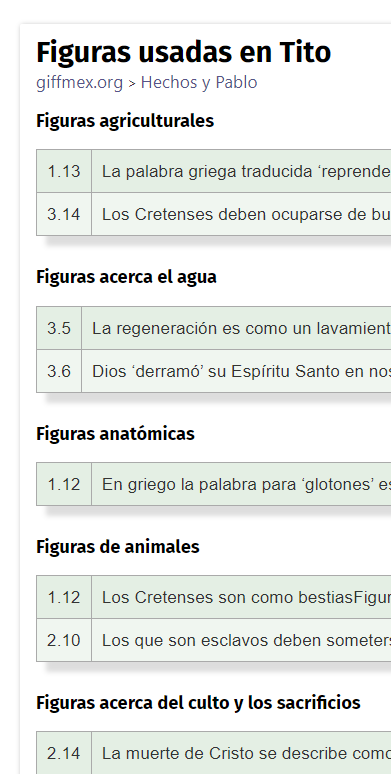 Figuras usadas en Tito
giffmex.org > Hechos y Pablo
Figuras agriculturales
1.13 La palabra griega traducida ‘reprende
3.14 Los Cretenses deben ocuparse de bu
Figuras acerca el agua
3.5 La regeneración es como un lavamient
3.6 Dios ‘derramó’ su Espíritu Santo en nos
Figuras anatómicas
1.12 En griego la palabra para ‘glotones’ es
Figuras de animales
1.12 Los Cretenses son como bestiasFigur
2.10 Los que son esclavos deben someters
Figuras acerca del culto y los sacrificios
2.14 La muerte de Cristo se describe como